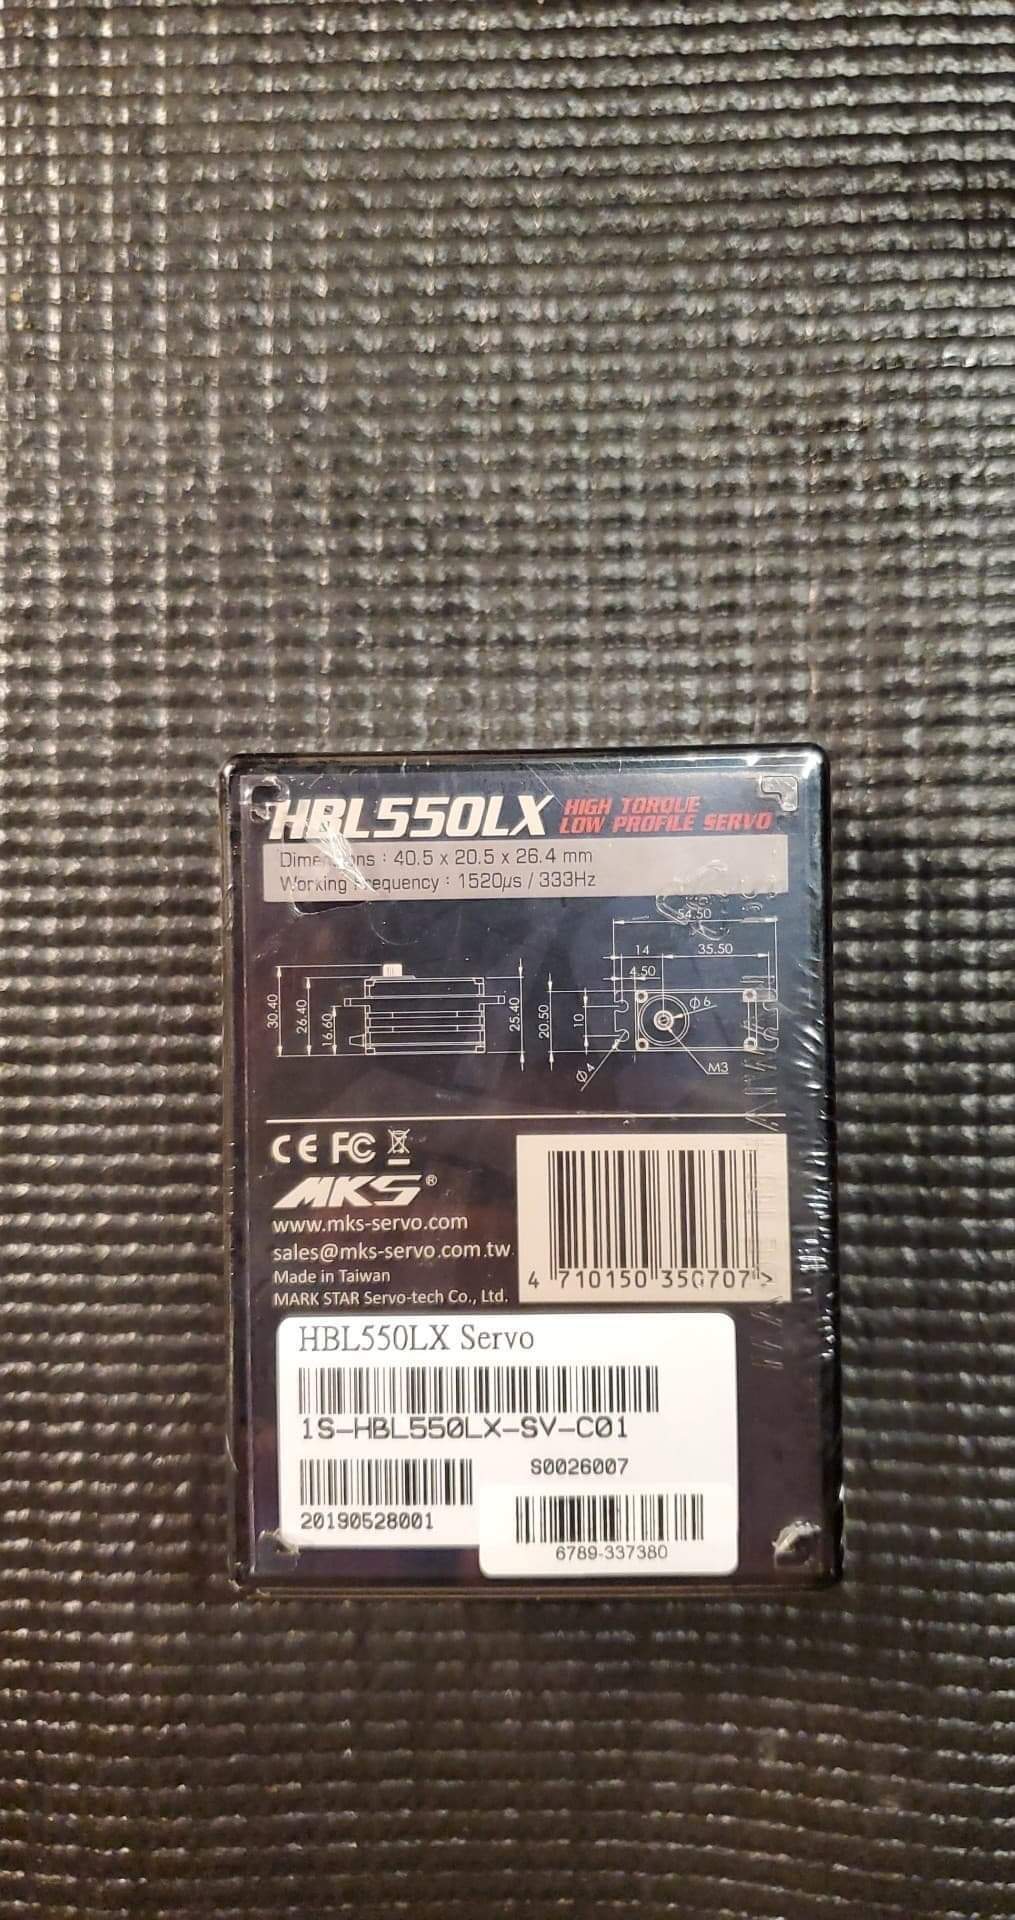 HBL550LX HIGH TORQUE
LOW PROFILE SERVO
Dimensions : 40.5 x 20.5 x 26.4 mm
Working Frequency : 1520µs / 333Hz
54.50
14 35.50
4.50
30.40
26.40
16.60
25.40
20.50
10
Ø6
Ø4
M3
CE FC
MKS®
www.mks-servo.com
sales@mks-servo.com.tw
Made in Taiwan
MARK STAR Servo-tech Co., Ltd.
4 710150 350707 >
HBL550LX Servo
1S-HBL550LX-SV-C01
S0026007
20190528001
6789-337380